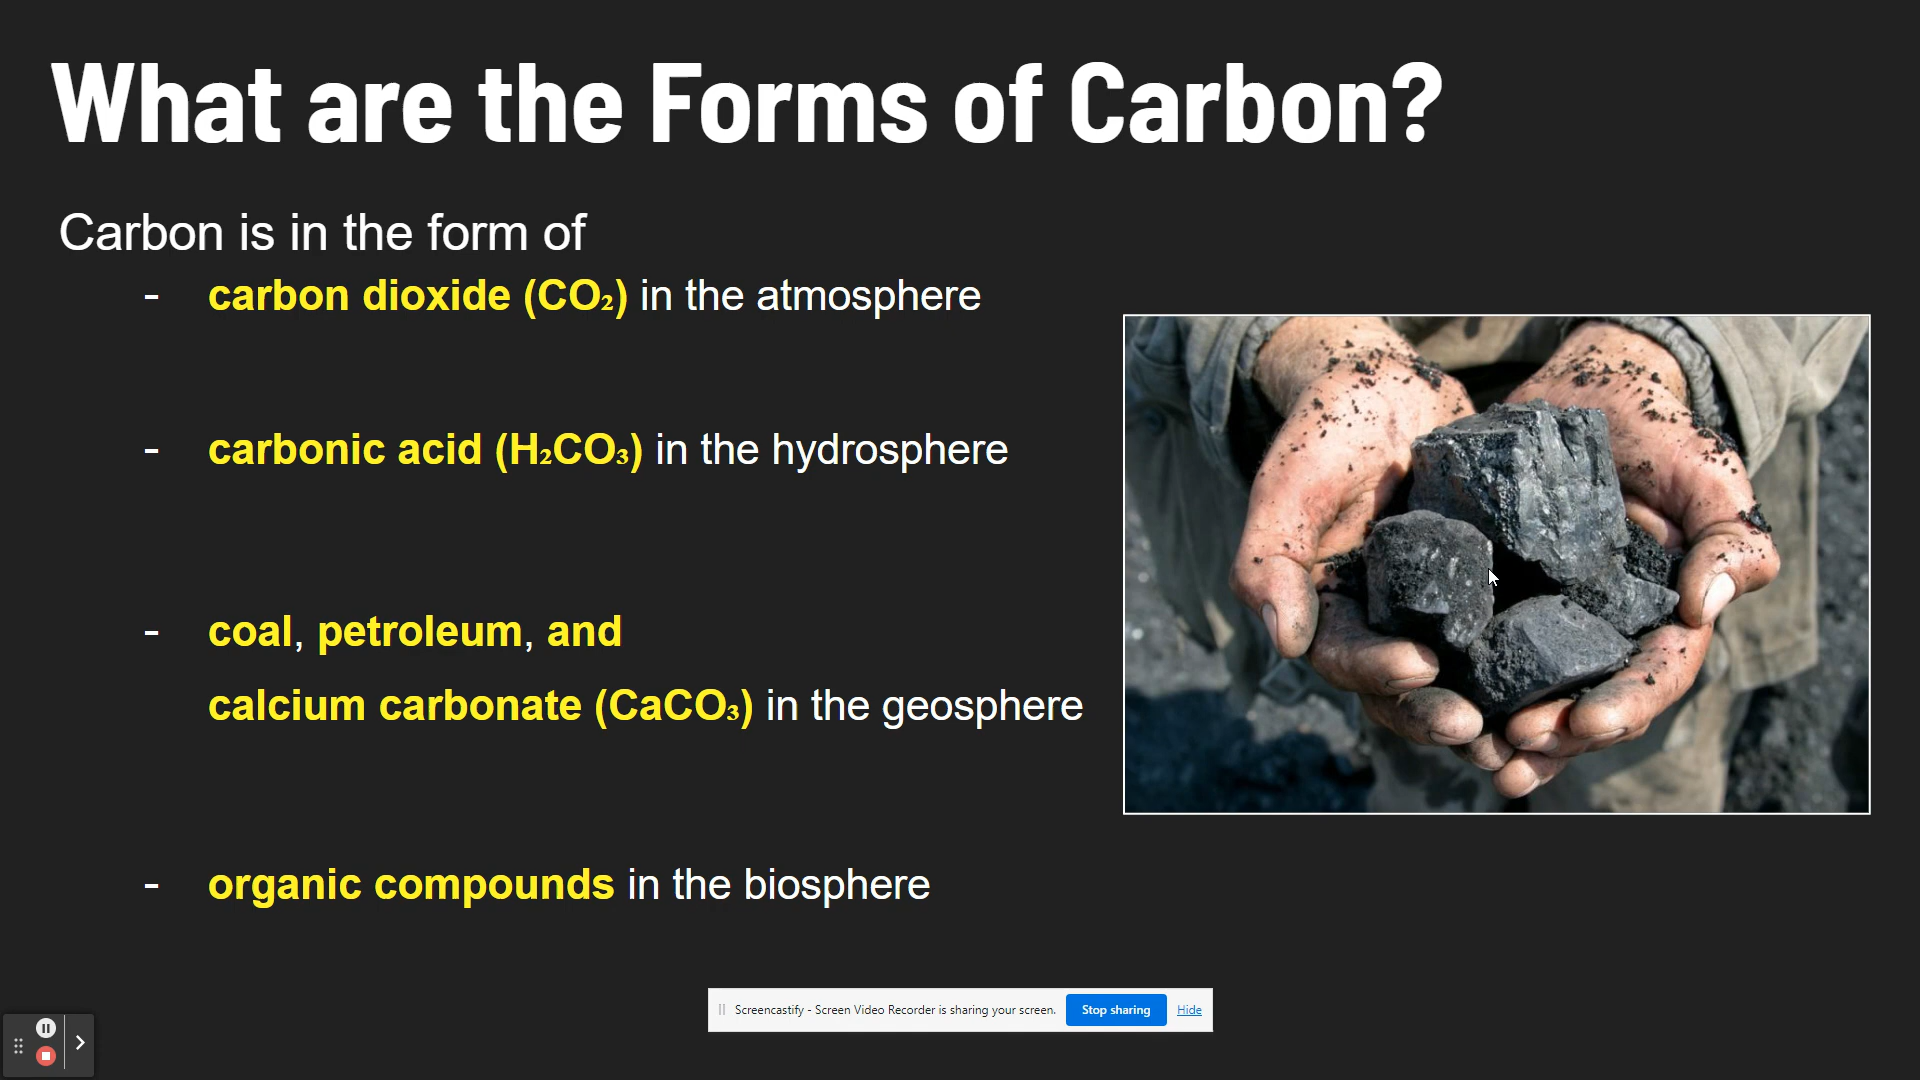 What are the Forms of Carbon?
Carbon is in the form of
- carbon dioxide (CO₂) in the atmosphere
- carbonic acid (H₂CO₃) in the hydrosphere
- coal, petroleum, and
calcium carbonate (CaCO₃) in the geosphere
- organic compounds in the biosphere
Screencastify - Screen Video Recorder is sharing your screen. Stop sharing Hide